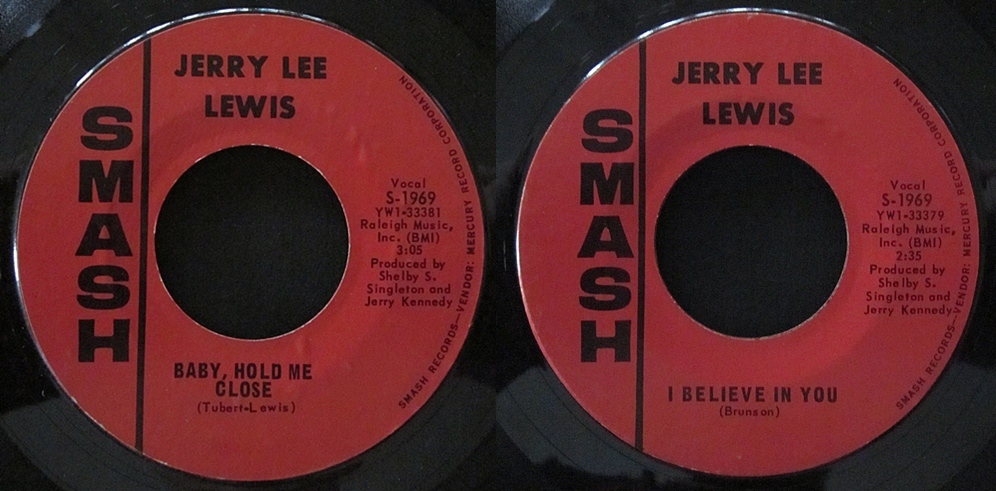 JERRY LEE
LEWIS
SMASH
Vocal
S-1969
YW1-33381
Raleigh Music,
Inc. (BMI)
3:05
Produced by
Shelby S.
Singleton and
Jerry Kennedy
BABY, HOLD ME
CLOSE
(Tubert-Lewis)
SMASH RECORDS—VENDOR: MERCURY RECORD CORPORATION
JERRY LEE
LEWIS
SMASH
Vocal
S-1969
YW1-33379
Raleigh Music,
Inc. (BMI)
2:35
Produced by
Shelby S.
Singleton and
Jerry Kennedy
I BELIEVE IN YOU
(Brunson)
SMASH RECORDS—VENDOR: MERCURY RECORD CORPORATION